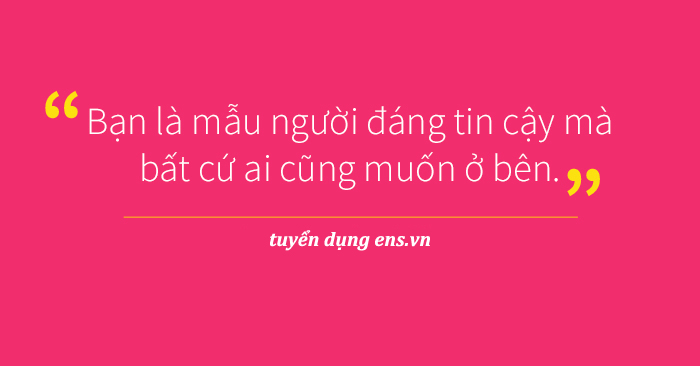 “Bạn là mẫu người đáng tin cậy mà
bất cứ ai cũng muốn ở bên.”
tuyển dụng ens.vn